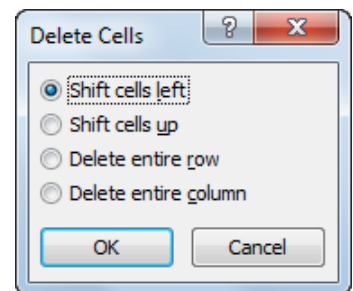 Delete Cells
Shift cells left
Shift cells up
Delete entire row
Delete entire column
OK Cancel